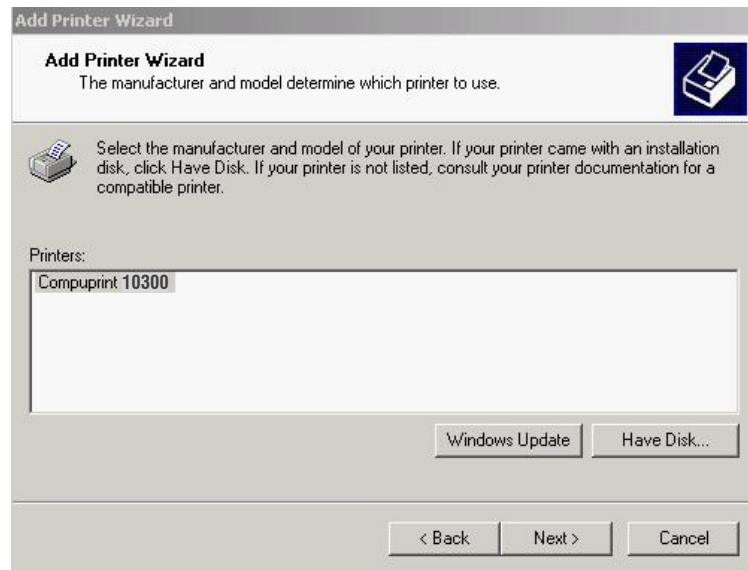 Add Printer Wizard
Add Printer Wizard
The manufacturer and model determine which printer to use.
Select the manufacturer and model of your printer. If your printer came with an installation
disk, click Have Disk. If your printer is not listed, consult your printer documentation for a
compatible printer.
Printers:
Compuprint 10300
Windows Update
Have Disk...
< Back
Next >
Cancel